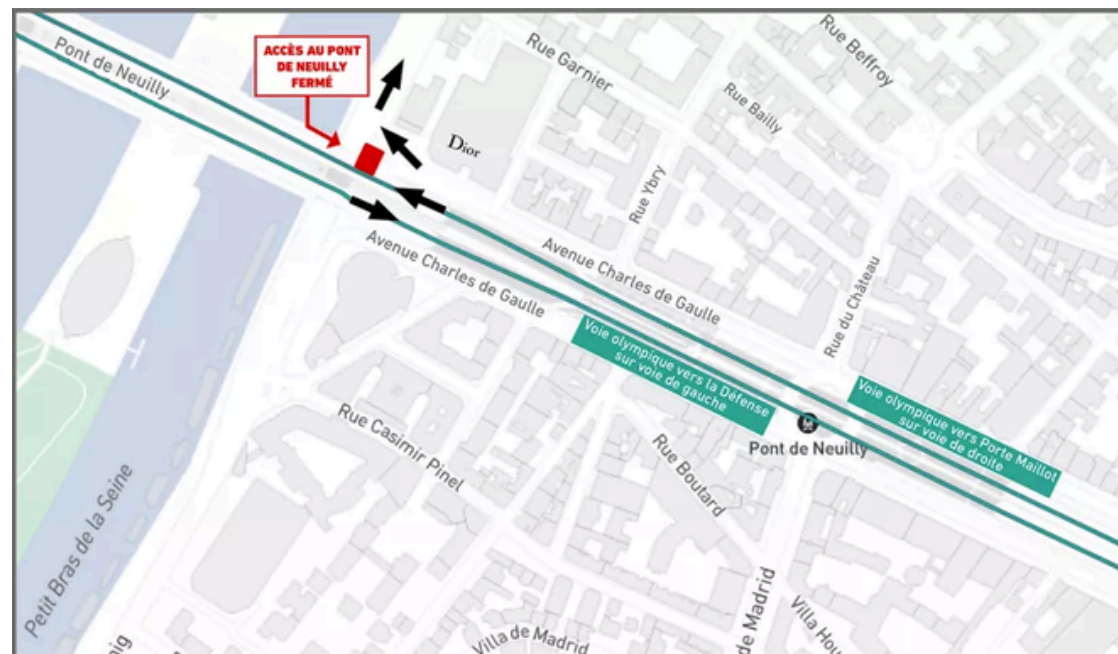 Pont de Neuilly
ACCÈS AU PONT
DE NEUILLY
FERMÉ
Dior
Rue Garnier
Rue Beffroy
Rue Bailly
Rue Ybry
Avenue Charles de Gaulle
Avenue Charles de Gaulle
Rue du Château
Voie olympique vers la Défense
sur voie de gauche
Voie olympique vers Porte Maillot
sur voie de droite
Pont de Neuilly
Rue Casimir Pinel
Rue Boutard
Petit Bras de la Seine
Villa de Madrid
de Madrid
Villa Hou
ig